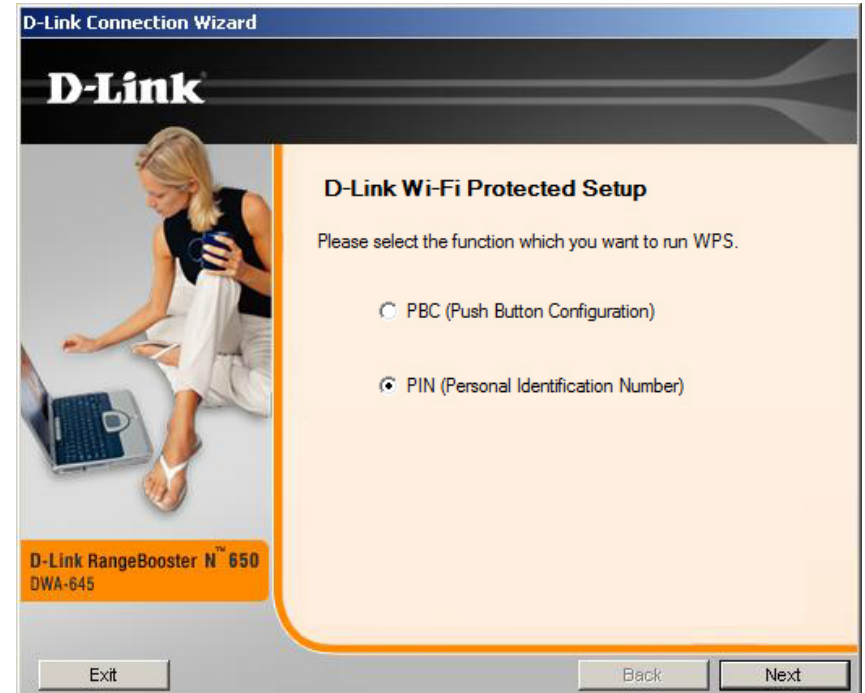 D-Link Connection Wizard
D-Link
D-Link Wi-Fi Protected Setup
Please select the function which you want to run WPS.
PBC (Push Button Configuration)
PIN (Personal Identification Number)
D-Link RangeBooster N™ 650
DWA-645
Exit
Back
Next